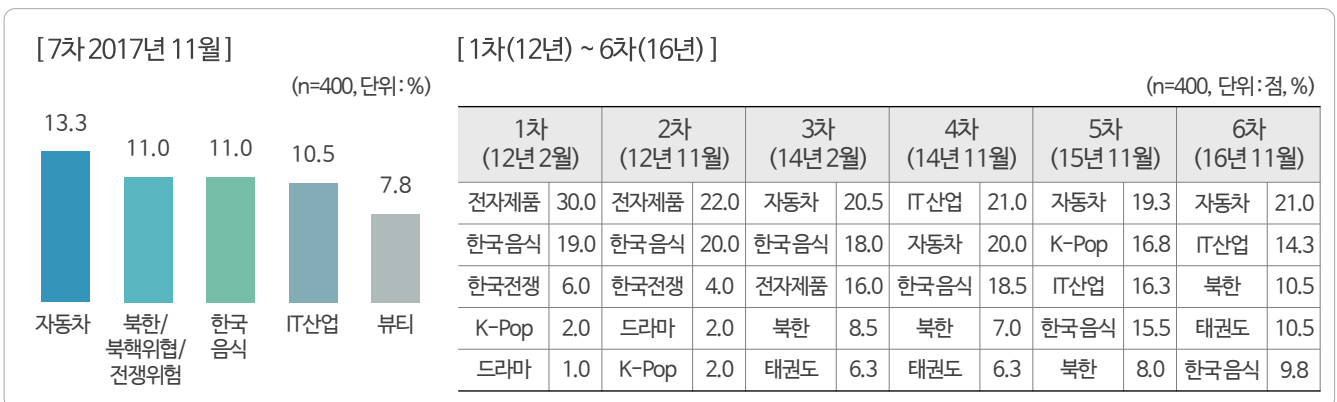 [ 7차 2017년 11월 ]
(n=400, 단위 : %)
13.3
11.0
11.0
10.5
7.8
자동차
북한/
북핵위협/
전쟁위험
한국
음식
IT산업
뷰티
[ 1차(12년) ~ 6차(16년) ]
(n=400, 단위 : 점, %)
1차 2차 3차 4차 5차 6차
(12년 2월) (12년 11월) (14년 2월) (14년 11월) (15년 11월) (16년 11월)
전자제품 30.0 전자제품 22.0 자동차 20.5 IT 산업 21.0 자동차 19.3 자동차 21.0
한국 음식 19.0 한국 음식 20.0 한국 음식 18.0 자동차 20.0 K-Pop 16.8 IT산업 14.3
한국전쟁 6.0 한국전쟁 4.0 전자제품 16.0 한국 음식 18.5 IT산업 16.3 북한 10.5
K-Pop 2.0 드라마 2.0 북한 8.5 북한 7.0 한국 음식 15.5 태권도 10.5
드라마 1.0 K-Pop 2.0 태권도 6.3 태권도 6.3 북한 8.0 한국 음식 9.8